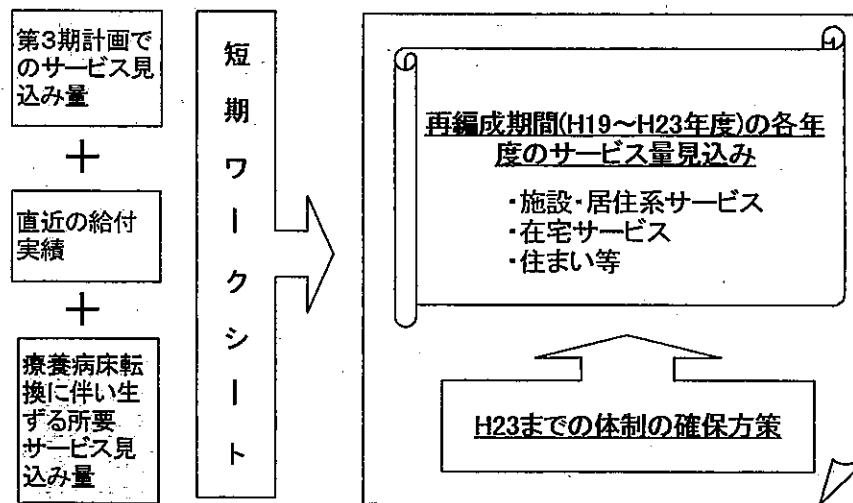 第3期計画で
のサービス見
込み量
＋
直近の給付
実績
＋
療養病床転
換に伴い生
ずる所要
サービス見
込み量
短期ワークシート
再編成期間(H19～H23年度)の各年
度のサービス量見込み
・施設・居住系サービス
・在宅サービス
・住まい等
H23までの体制の確保方策